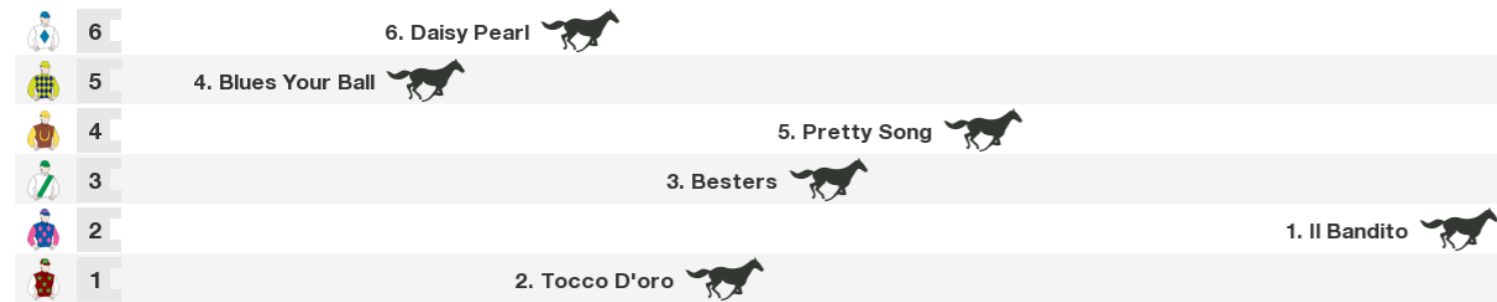 6 6. Daisy Pearl
5 4. Blues Your Ball
4 5. Pretty Song
3 3. Besters
2 1. Il Bandito
1 2. Tocco D'oro